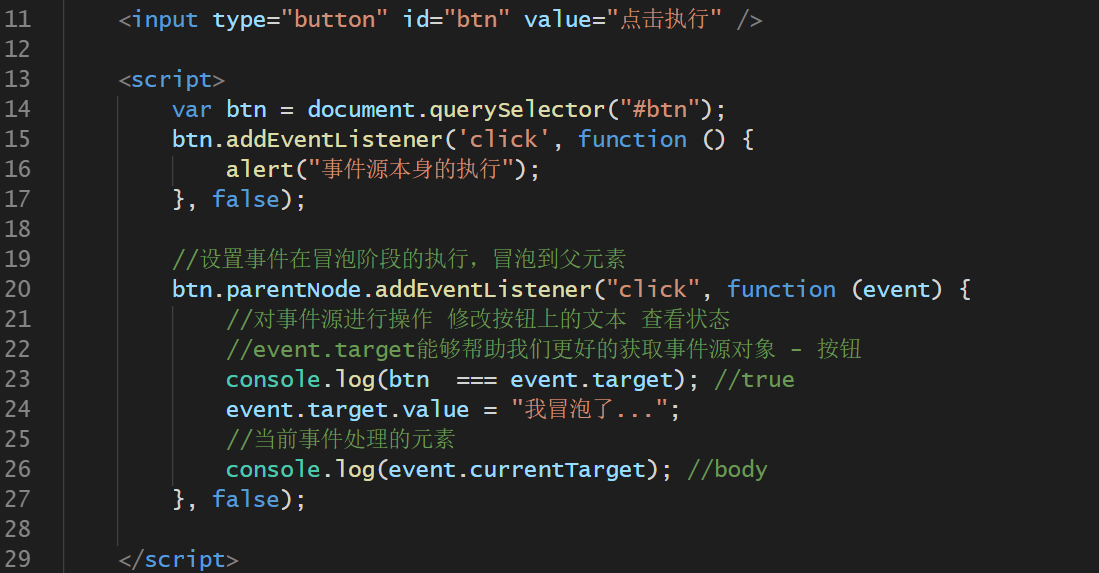 11 <input type="button" id="btn" value="点击执行" />
12
13 <script>
14 var btn = document.querySelector("#btn");
15 btn.addEventListener('click', function () {
16 alert("事件源本身的执行");
17 }, false);
18
19 //设置事件在冒泡阶段的执行，冒泡到父元素
20 btn.parentNode.addEventListener("click", function (event) {
21 //对事件源进行操作 修改按钮上的文本 查看状态
22 //event.target能够帮助我们更好的获取事件源对象 - 按钮
23 console.log(btn  === event.target); //true
24 event.target.value = "我冒泡了...";
25 //当前事件处理的元素
26 console.log(event.currentTarget); //body
27 }, false);
28
29 </script>